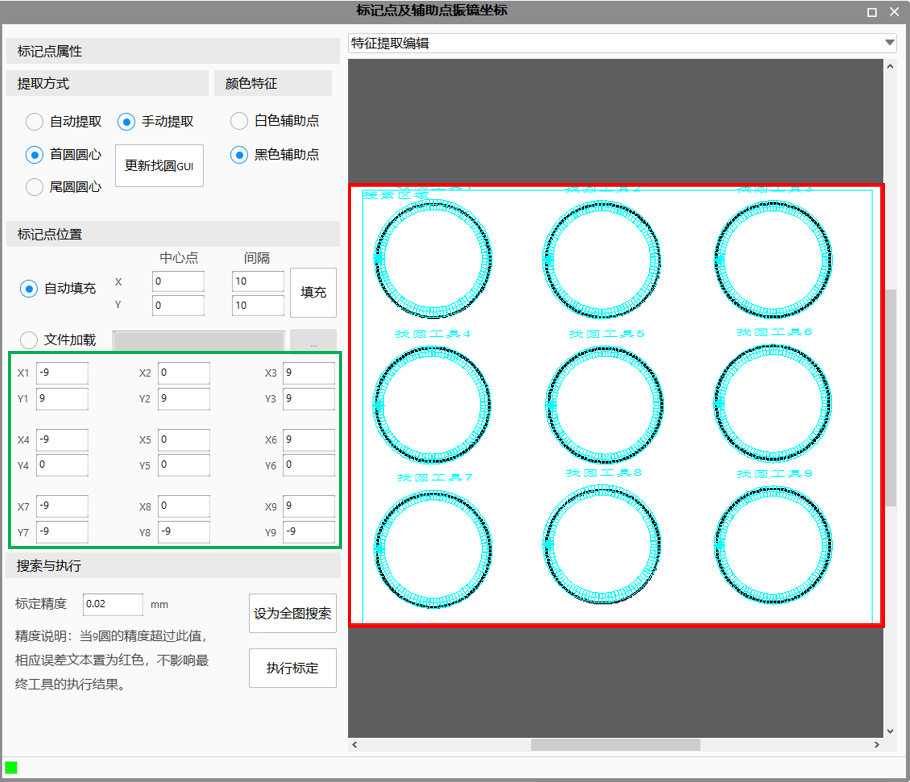 标记点及辅助点振镜坐标
标记点属性
提取方式
颜色特征
自动提取
手动提取
白色辅助点
首圆圆心
更新找圆GUI
黑色辅助点
尾圆圆心
标记点位置
中心点
间隔
自动填充
X
0
10
填充
Y
0
10
文件加载
...
X1 -9 X2 0 X3 9
Y1 9 Y2 9 Y3 9
X4 -9 X5 0 X6 9
Y4 0 Y5 0 Y6 0
X7 -9 X8 0 X9 9
Y7 -9 Y8 -9 Y9 -9
搜索与执行
标定精度 0.02 mm
设为全图搜索
精度说明：当9圆的精度超过此值，
相应误差文本置为红色，不影响最
终工具的执行结果。
执行标定
特征提取编辑
搜索区域
找圆工具2
找圆工具3
找圆工具4
找圆工具5
找圆工具6
找圆工具7
找圆工具8
找圆工具9